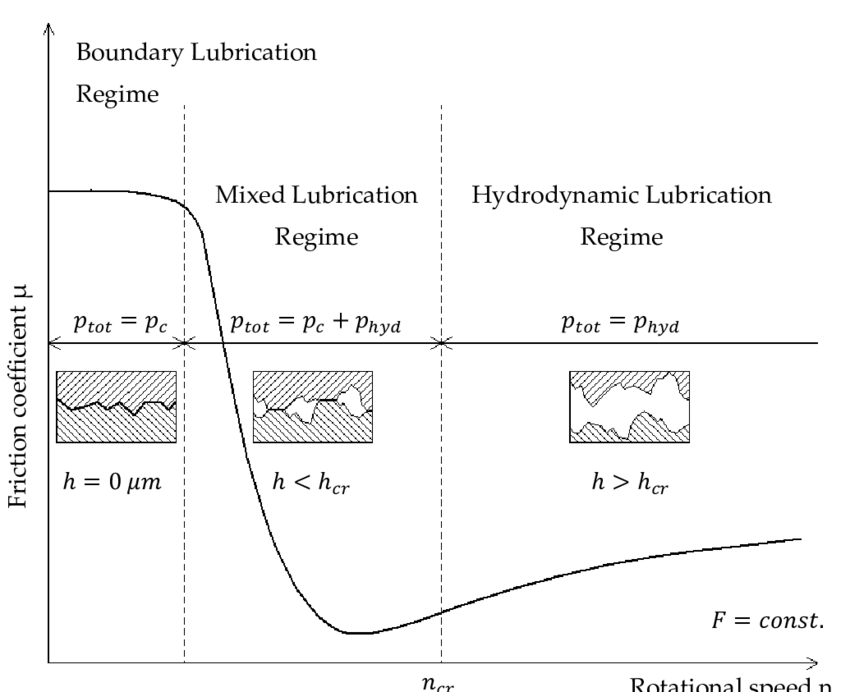 Boundary Lubrication
Regime
Mixed Lubrication
Regime
Hydrodynamic Lubrication
Regime
Friction coefficient μ
p_tot = p_c
p_tot = p_c + p_hyd
p_tot = p_hyd
h = 0 μm
h < h_cr
h > h_cr
F = const.
n_cr
Rotational speed n